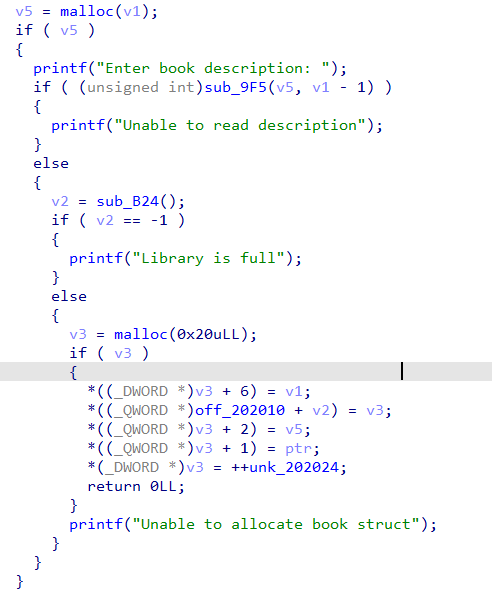 v5 = malloc(v1);
if ( v5 )
{
printf("Enter book description: ");
if ( (unsigned int)sub_9F5(v5, v1 - 1) )
{
printf("Unable to read description");
}
else
{
v2 = sub_B24();
if ( v2 == -1 )
{
printf("Library is full");
}
else
{
v3 = malloc(0x20uLL);
if ( v3 )
{
*((_DWORD *)v3 + 6) = v1;
*((_QWORD *)off_202010 + v2) = v3;
*((_QWORD *)v3 + 2) = v5;
*((_QWORD *)v3 + 1) = ptr;
*(_DWORD *)v3 = ++unk_202024;
return 0LL;
}
printf("Unable to allocate book struct");
}
}
}